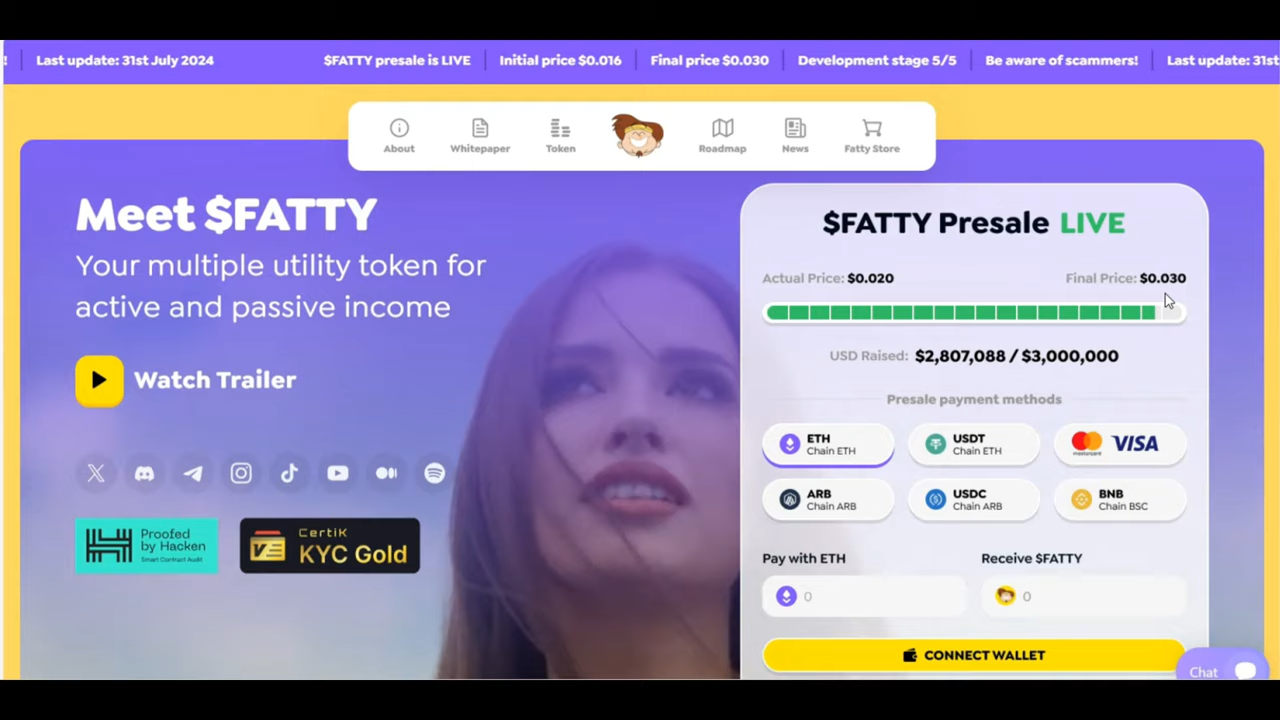 ! Last update: 31st July 2024 $FATTY presale is LIVE Initial price $0.016 Final price $0.030 Development stage 5/5 Be aware of scammers! Last update: 31st
About Whitepaper Token Roadmap News Fatty Store
Meet $FATTY
Your multiple utility token for
active and passive income
Watch Trailer
Proofed
by Hacken
Smart Contract Audit
CertiK
KYC Gold
$FATTY Presale LIVE
Actual Price: $0.020 Final Price: $0.030
USD Raised: $2,807,088 / $3,000,000
Presale payment methods
ETH
Chain ETH
USDT
Chain ETH
mastercard VISA
ARB
Chain ARB
USDC
Chain ARB
BNB
Chain BSC
Pay with ETH Receive $FATTY
0 0
CONNECT WALLET
Chat